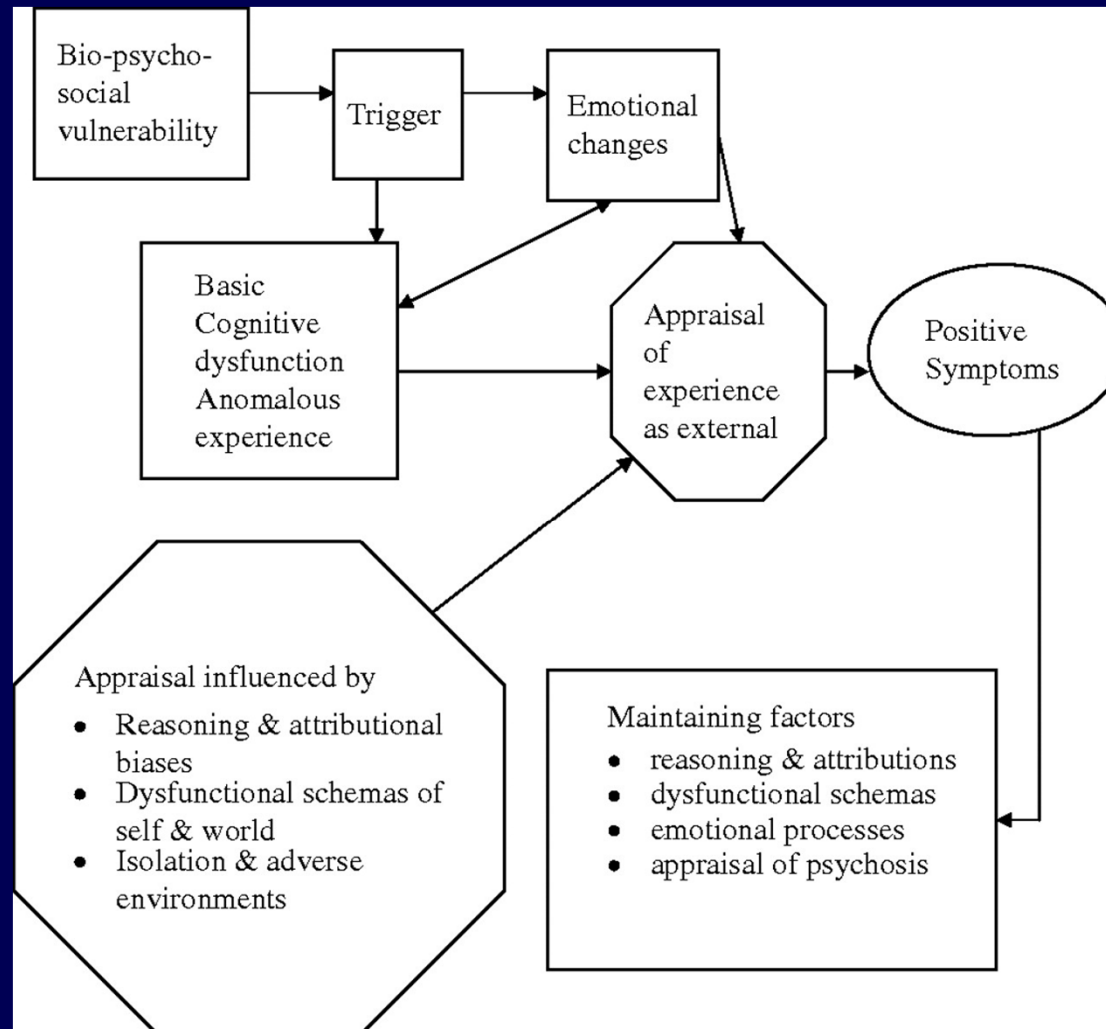 Bio-psycho-
social
vulnerability
Trigger
Emotional
changes
Basic
Cognitive
dysfunction
Anomalous
experience
Appraisal
of
experience
as external
Positive
Symptoms
Appraisal influenced by
• Reasoning & attributional
biases
• Dysfunctional schemas of
self & world
• Isolation & adverse
environments
Maintaining factors
• reasoning & attributions
• dysfunctional schemas
• emotional processes
• appraisal of psychosis